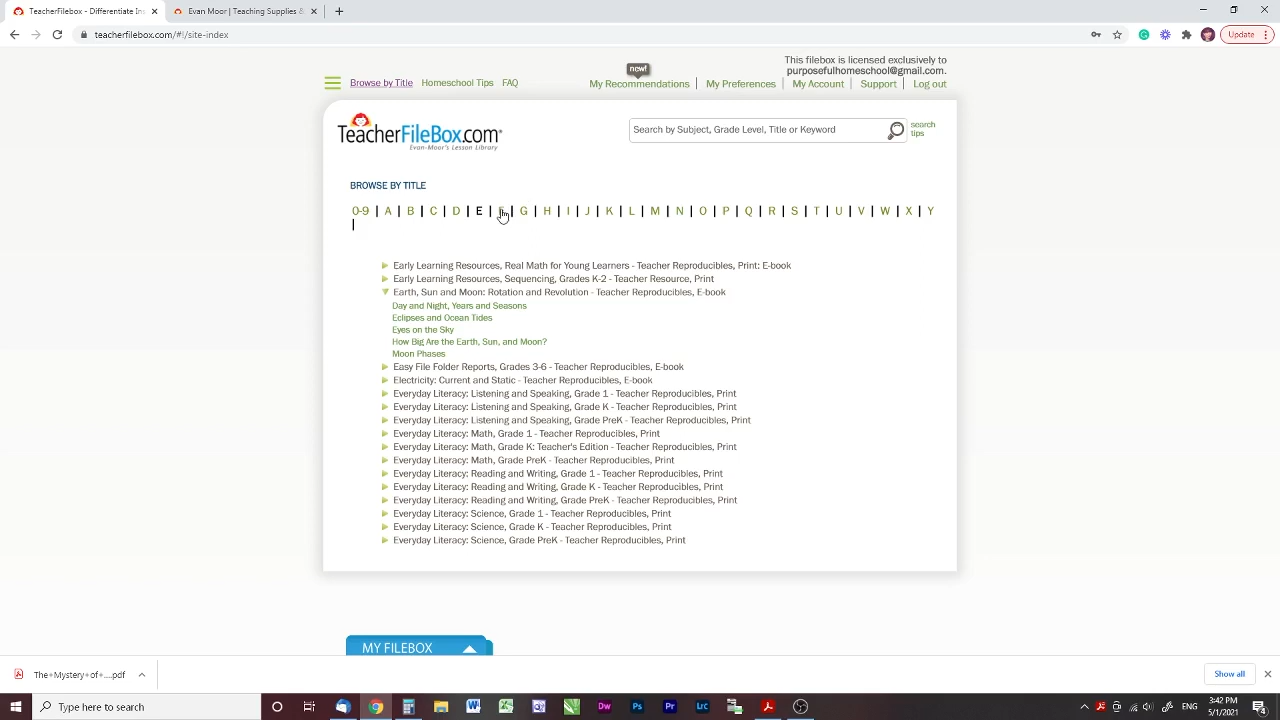 TeacherFileBox - Differentiated In
Evan Moor | Teaching Supplies &
teacherfilebox.com/#!/site-index
Update
This filebox is licensed exclusively to
purposefulhomeschool@gmail.com.
new!
Browse by Title Homeschool Tips FAQ
My Recommendations | My Preferences | My Account | Support | Log out
TeacherFileBox.com
Evan-Moor's Lesson Library
Search by Subject, Grade Level, Title or Keyword
search
tips
BROWSE BY TITLE
0-9 | A | B | C | D | E | F | G | H | I | J | K | L | M | N | O | P | Q | R | S | T | U | V | W | X | Y
|
Early Learning Resources, Real Math for Young Learners - Teacher Reproducibles, Print: E-book
Early Learning Resources, Sequencing, Grades K-2 - Teacher Resource, Print
Earth, Sun and Moon: Rotation and Revolution - Teacher Reproducibles, E-book
Day and Night, Years and Seasons
Eclipses and Ocean Tides
Eyes on the Sky
How Big Are the Earth, Sun, and Moon?
Moon Phases
Easy File Folder Reports, Grades 3-6 - Teacher Reproducibles, E-book
Electricity: Current and Static - Teacher Reproducibles, E-book
Everyday Literacy: Listening and Speaking, Grade 1 - Teacher Reproducibles, Print
Everyday Literacy: Listening and Speaking, Grade K - Teacher Reproducibles, Print
Everyday Literacy: Listening and Speaking, Grade PreK - Teacher Reproducibles, Print
Everyday Literacy: Math, Grade 1 - Teacher Reproducibles, Print
Everyday Literacy: Math, Grade K: Teacher's Edition - Teacher Reproducibles, Print
Everyday Literacy: Math, Grade PreK - Teacher Reproducibles, Print
Everyday Literacy: Reading and Writing, Grade 1 - Teacher Reproducibles, Print
Everyday Literacy: Reading and Writing, Grade K - Teacher Reproducibles, Print
Everyday Literacy: Reading and Writing, Grade PreK - Teacher Reproducibles, Print
Everyday Literacy: Science, Grade 1 - Teacher Reproducibles, Print
Everyday Literacy: Science, Grade K - Teacher Reproducibles, Print
Everyday Literacy: Science, Grade PreK - Teacher Reproducibles, Print
MY FILEBOX
The+Mystery+of+....pdf
Show all
Type here to search
Dw
Ps
Pr
Lrc
3:42 PM
5/1/2021